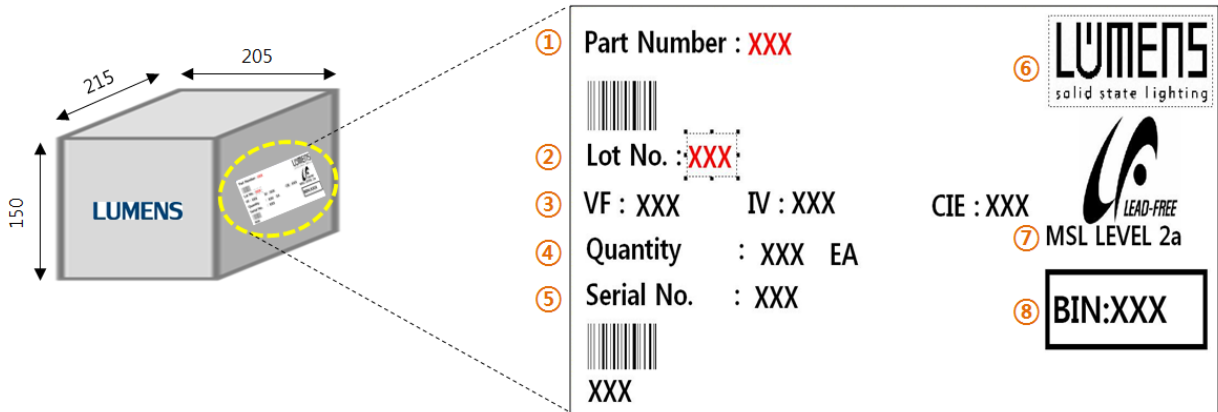 205
215
150
LUMENS
① Part Number : XXX
② Lot No. : XXX
③ VF : XXX IV : XXX CIE : XXX
④ Quantity : XXX EA
⑤ Serial No. : XXX
XXX
⑥ LUMENS
solid state lighting
LEAD-FREE
⑦ MSL LEVEL 2a
⑧ BIN:XXX